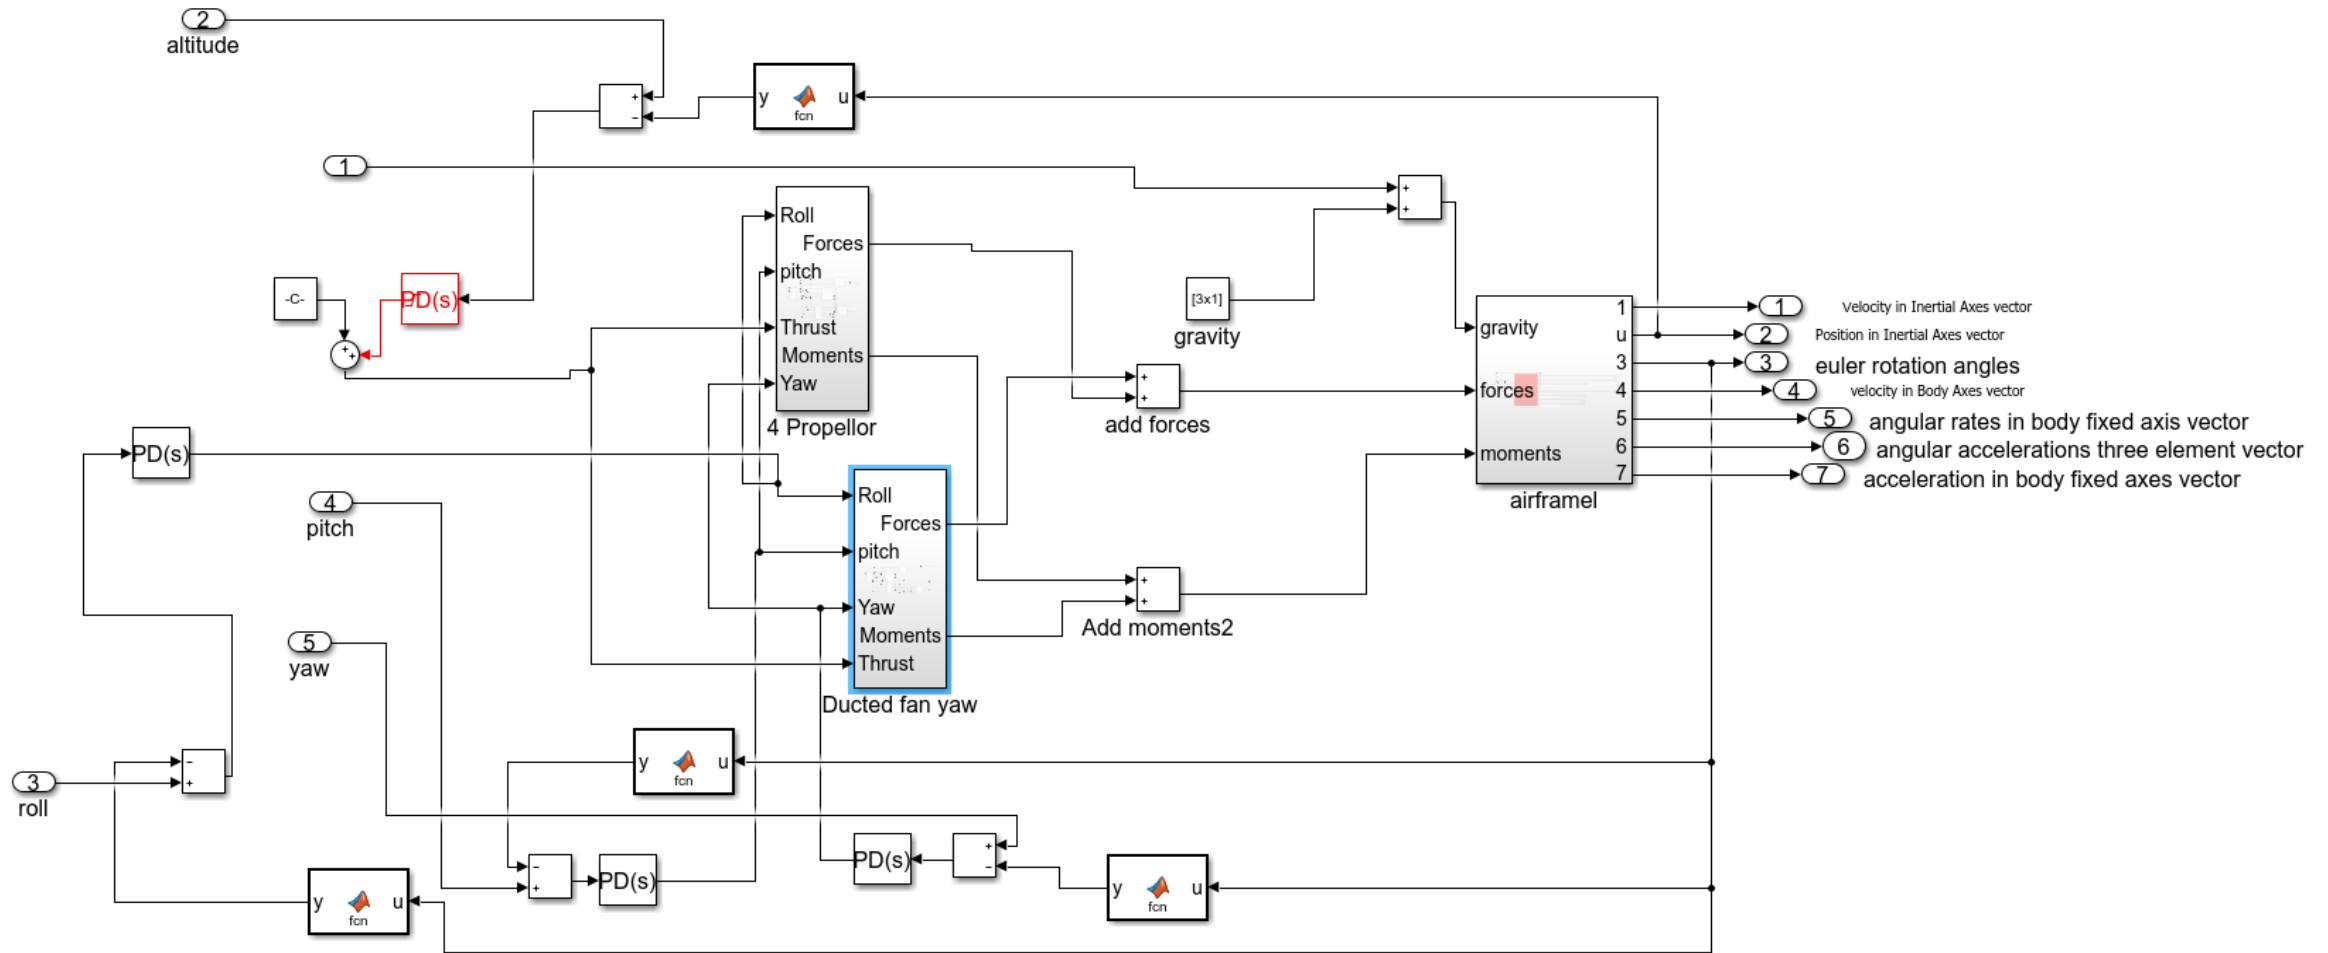 2
altitude
+
−
y
u
fcn
1
+
+
Roll
Forces
pitch
Thrust
Moments
Yaw
4 Propellor
-C-
PD(s)
+
+
[3x1]
gravity
gravity
forces
moments
1
u
3
4
5
6
7
airframel
1
Velocity in Inertial Axes vector
2
Position in Inertial Axes vector
3
euler rotation angles
4
velocity in Body Axes vector
5
angular rates in body fixed axis vector
6
angular accelerations three element vector
7
acceleration in body fixed axes vector
+
+
add forces
PD(s)
4
pitch
Roll
Forces
pitch
Yaw
Moments
Thrust
Ducted fan yaw
+
+
Add moments2
5
yaw
3
roll
−
+
y
u
fcn
−
+
PD(s)
PD(s)
+
−
y
u
fcn
y
u
fcn